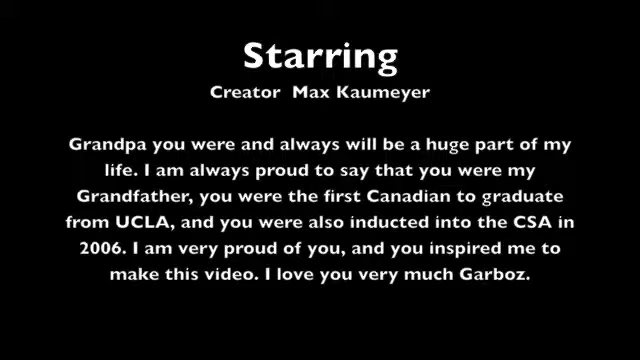 Starring
Creator  Max Kaumeyer
Grandpa you were and always will be a huge part of my
life. I am always proud to say that you were my
Grandfather, you were the first Canadian to graduate
from UCLA, and you were also inducted into the CSA in
2006. I am very proud of you, and you inspired me to
make this video. I love you very much Garboz.